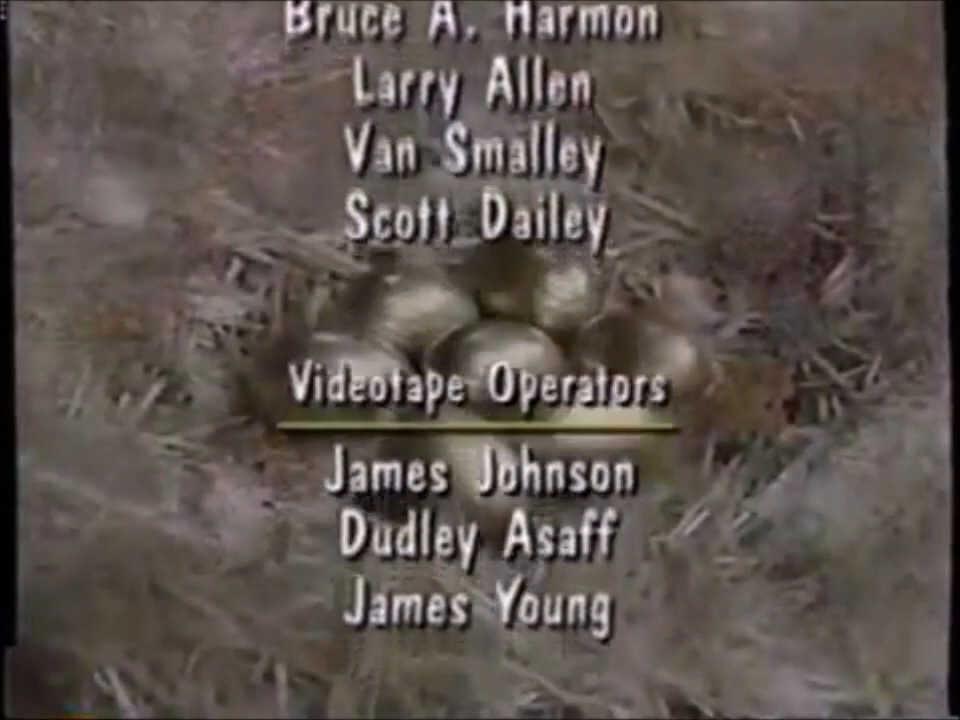 Bruce A. Harmon
Larry Allen
Van Smalley
Scott Dailey
Videotape Operators
James Johnson
Dudley Asaff
James Young